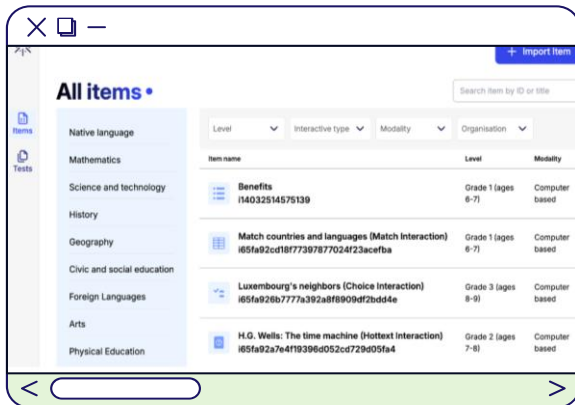 + Import Item
All items
Search item by ID or title
Items
Tests
Native language
Mathematics
Science and technology
History
Geography
Civic and social education
Foreign Languages
Arts
Physical Education
Level Interactive type Modality Organisation
Item name Level Modality
Benefits
i14032514575139
Grade 1 (ages
6-7)
Computer
based
Match countries and languages (Match Interaction)
i65fa92cd18f77397877024f23acefba
Grade 1 (ages
6-7)
Computer
based
Luxembourg's neighbors (Choice Interaction)
i65fa926b7777a392a8f8909df2bdd4e
Grade 3 (ages
8-9)
Computer
based
H.G. Wells: The time machine (Hottext Interaction)
i65fa92a7e4f19396d052cd729d05fa4
Grade 2 (ages
7-8)
Computer
based